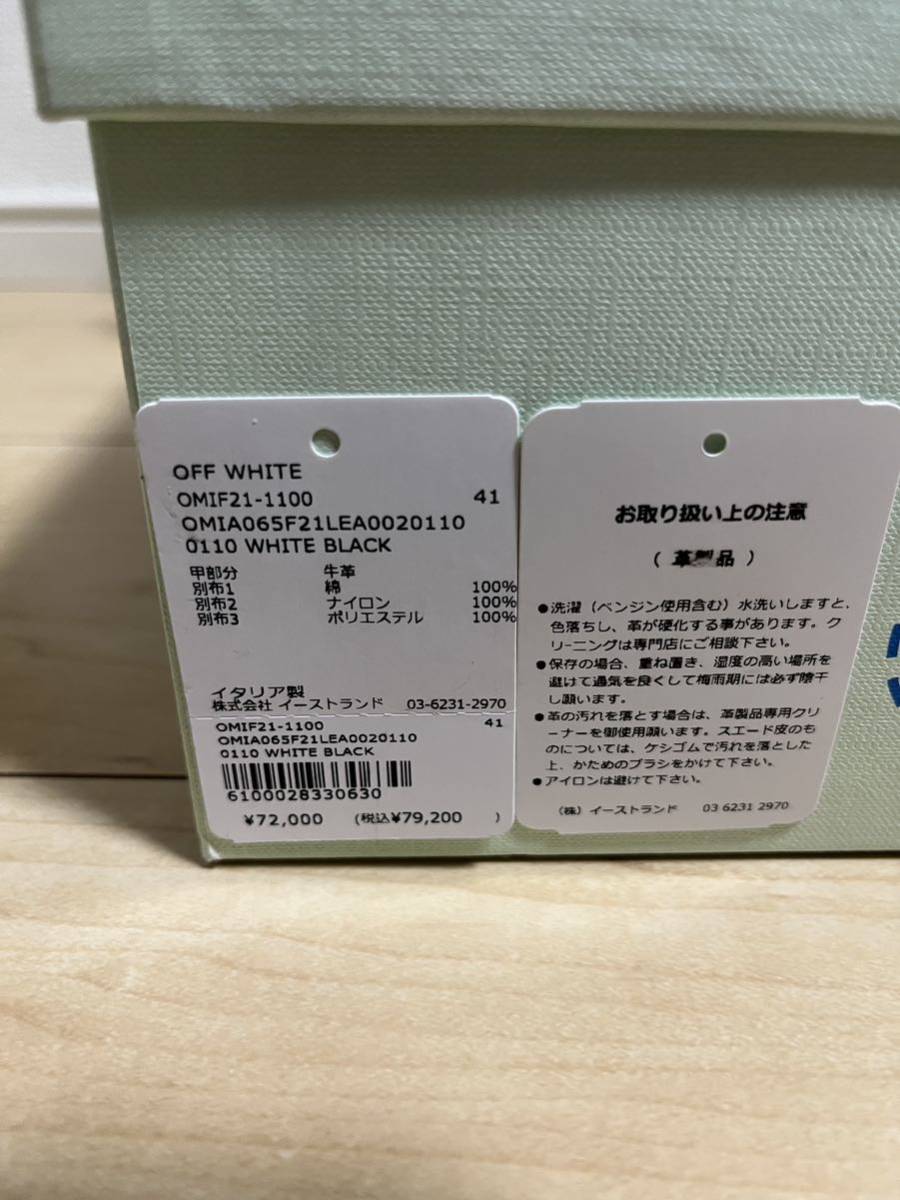 OFF WHITE
OMIF21-1100 41
OMIA065F21LEA0020110
0110 WHITE BLACK
甲部分 牛革
別布1 綿 100%
別布2 ナイロン 100%
別布3 ポリエステル 100%
イタリア製
株式会社 イーストランド 03-6231-2970
OMIF21-1100 41
OMIA065F21LEA0020110
0110 WHITE BLACK
6100028330630
¥72,000 (税込¥79,200 )
お取り扱い上の注意
( 革製品 )
●洗濯(ベンジン使用含む)水洗いしますと、
色落ちし、革が硬化する事があります。ク
リーニングは専門店にご相談下さい。
●保存の場合、重ね置き、湿度の高い場所を
避けて通気を良くして梅雨期には必ず陰干
し願います。
●革の汚れを落とす場合は、革製品専用クリ
ーナーを御使用願います。スエード皮のも
のについては、ケシゴムで汚れを落とした
上、かためのブラシをかけて下さい。
●アイロンは避けて下さい。
(株)イーストランド 03 6231 2970